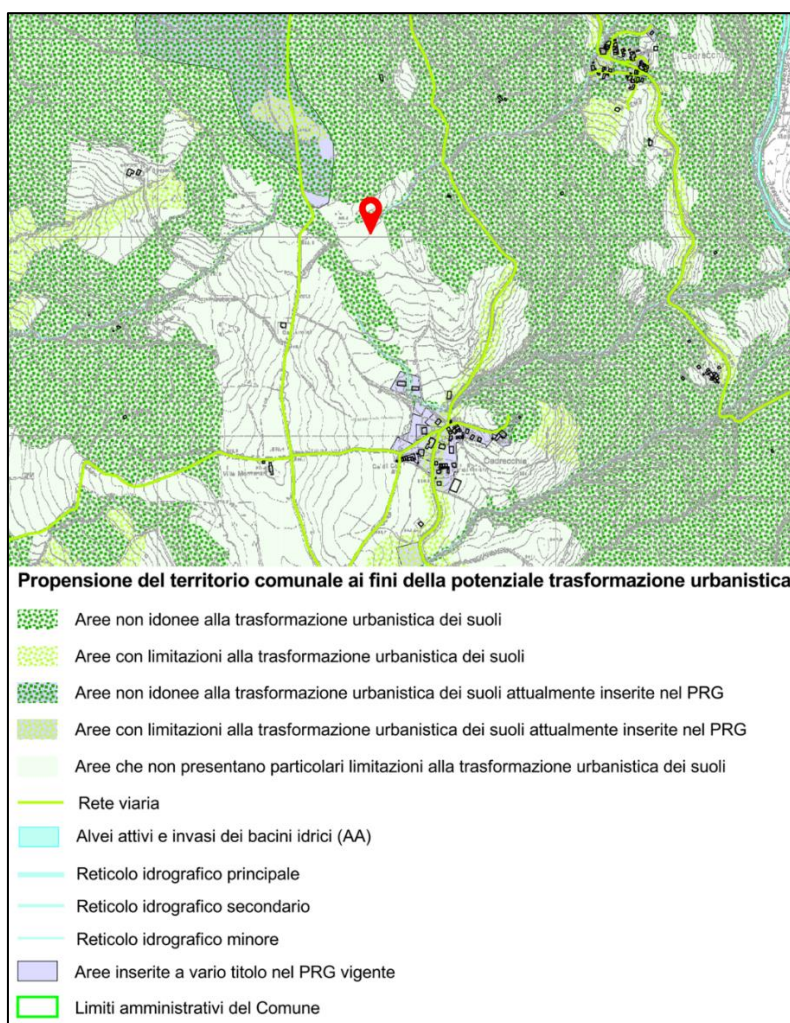 Propensione del territorio comunale ai fini della potenziale trasformazione urbanistica
Aree non idonee alla trasformazione urbanistica dei suoli
Aree con limitazioni alla trasformazione urbanistica dei suoli
Aree non idonee alla trasformazione urbanistica dei suoli attualmente inserite nel PRG
Aree con limitazioni alla trasformazione urbanistica dei suoli attualmente inserite nel PRG
Aree che non presentano particolari limitazioni alla trasformazione urbanistica dei suoli
Rete viaria
Alvei attivi e invasi dei bacini idrici (AA)
Reticolo idrografico principale
Reticolo idrografico secondario
Reticolo idrografico minore
Aree inserite a vario titolo nel PRG vigente
Limiti amministrativi del Comune